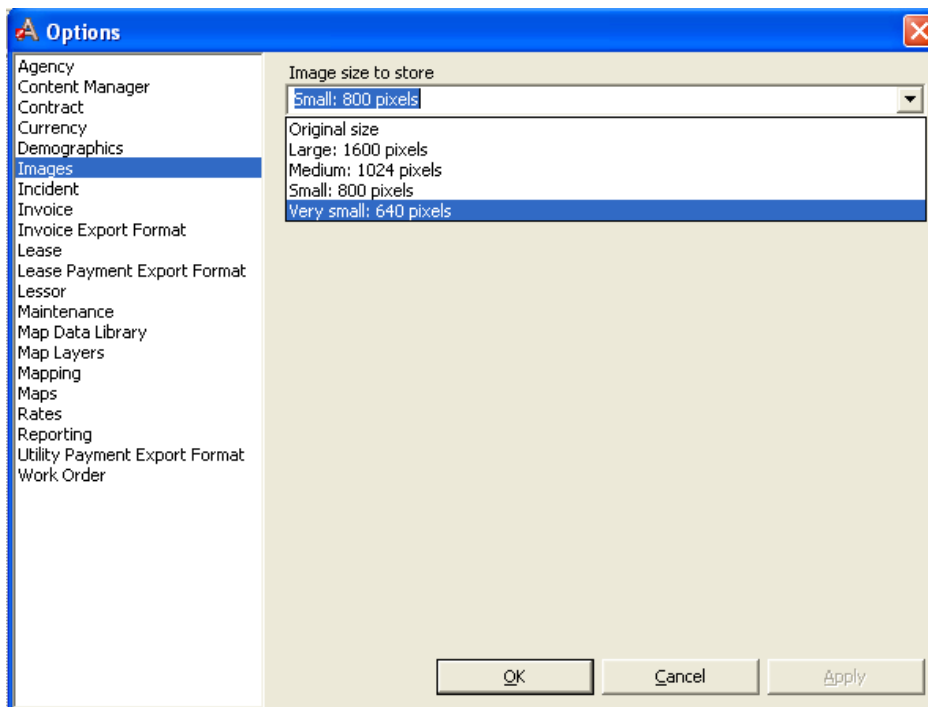 Options
Agency
Content Manager
Contract
Currency
Demographics
Images
Incident
Invoice
Invoice Export Format
Lease
Lease Payment Export Format
Lessor
Maintenance
Map Data Library
Map Layers
Mapping
Maps
Rates
Reporting
Utility Payment Export Format
Work Order
Image size to store
Small: 800 pixels
Original size
Large: 1600 pixels
Medium: 1024 pixels
Small: 800 pixels
Very small: 640 pixels
OK
Cancel
Apply